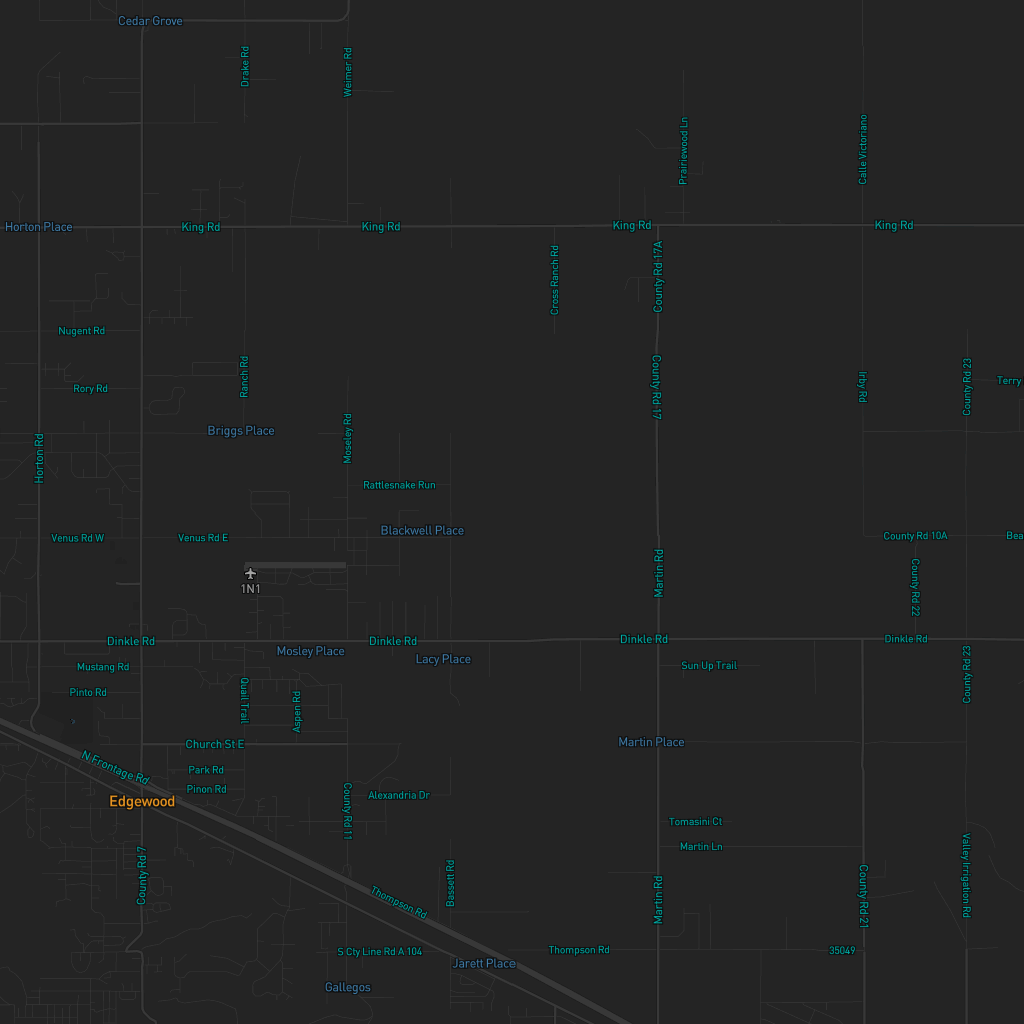 Cedar Grove
Drake Rd
Weimer Rd
Prairiewood Ln
Calle Victoriano
Horton Place
King Rd
King Rd
King Rd
King Rd
Cross Ranch Rd
County Rd 17A
Nugent Rd
Ranch Rd
County Rd 17
Irby Rd
County Rd 23
Terry
Rory Rd
Briggs Place
Moseley Rd
Horton Rd
Rattlesnake Run
Venus Rd W
Venus Rd E
Blackwell Place
County Rd 10A
Bea
1N1
Martin Rd
County Rd 22
Dinkle Rd
Dinkle Rd
Dinkle Rd
Dinkle Rd
Mosley Place
Lacy Place
Mustang Rd
Sun Up Trail
County Rd 23
Pinto Rd
Quail Trail
Aspen Rd
Church St E
Martin Place
N Frontage Rd
Park Rd
Pinon Rd
Edgewood
County Rd 11
Alexandria Dr
Tomasini Ct
Martin Ln
County Rd 7
Bassett Rd
Thompson Rd
Martin Rd
County Rd 21
Valley Irrigation Rd
S Cty Line Rd A 104
Thompson Rd
35049
Jarett Place
Gallegos